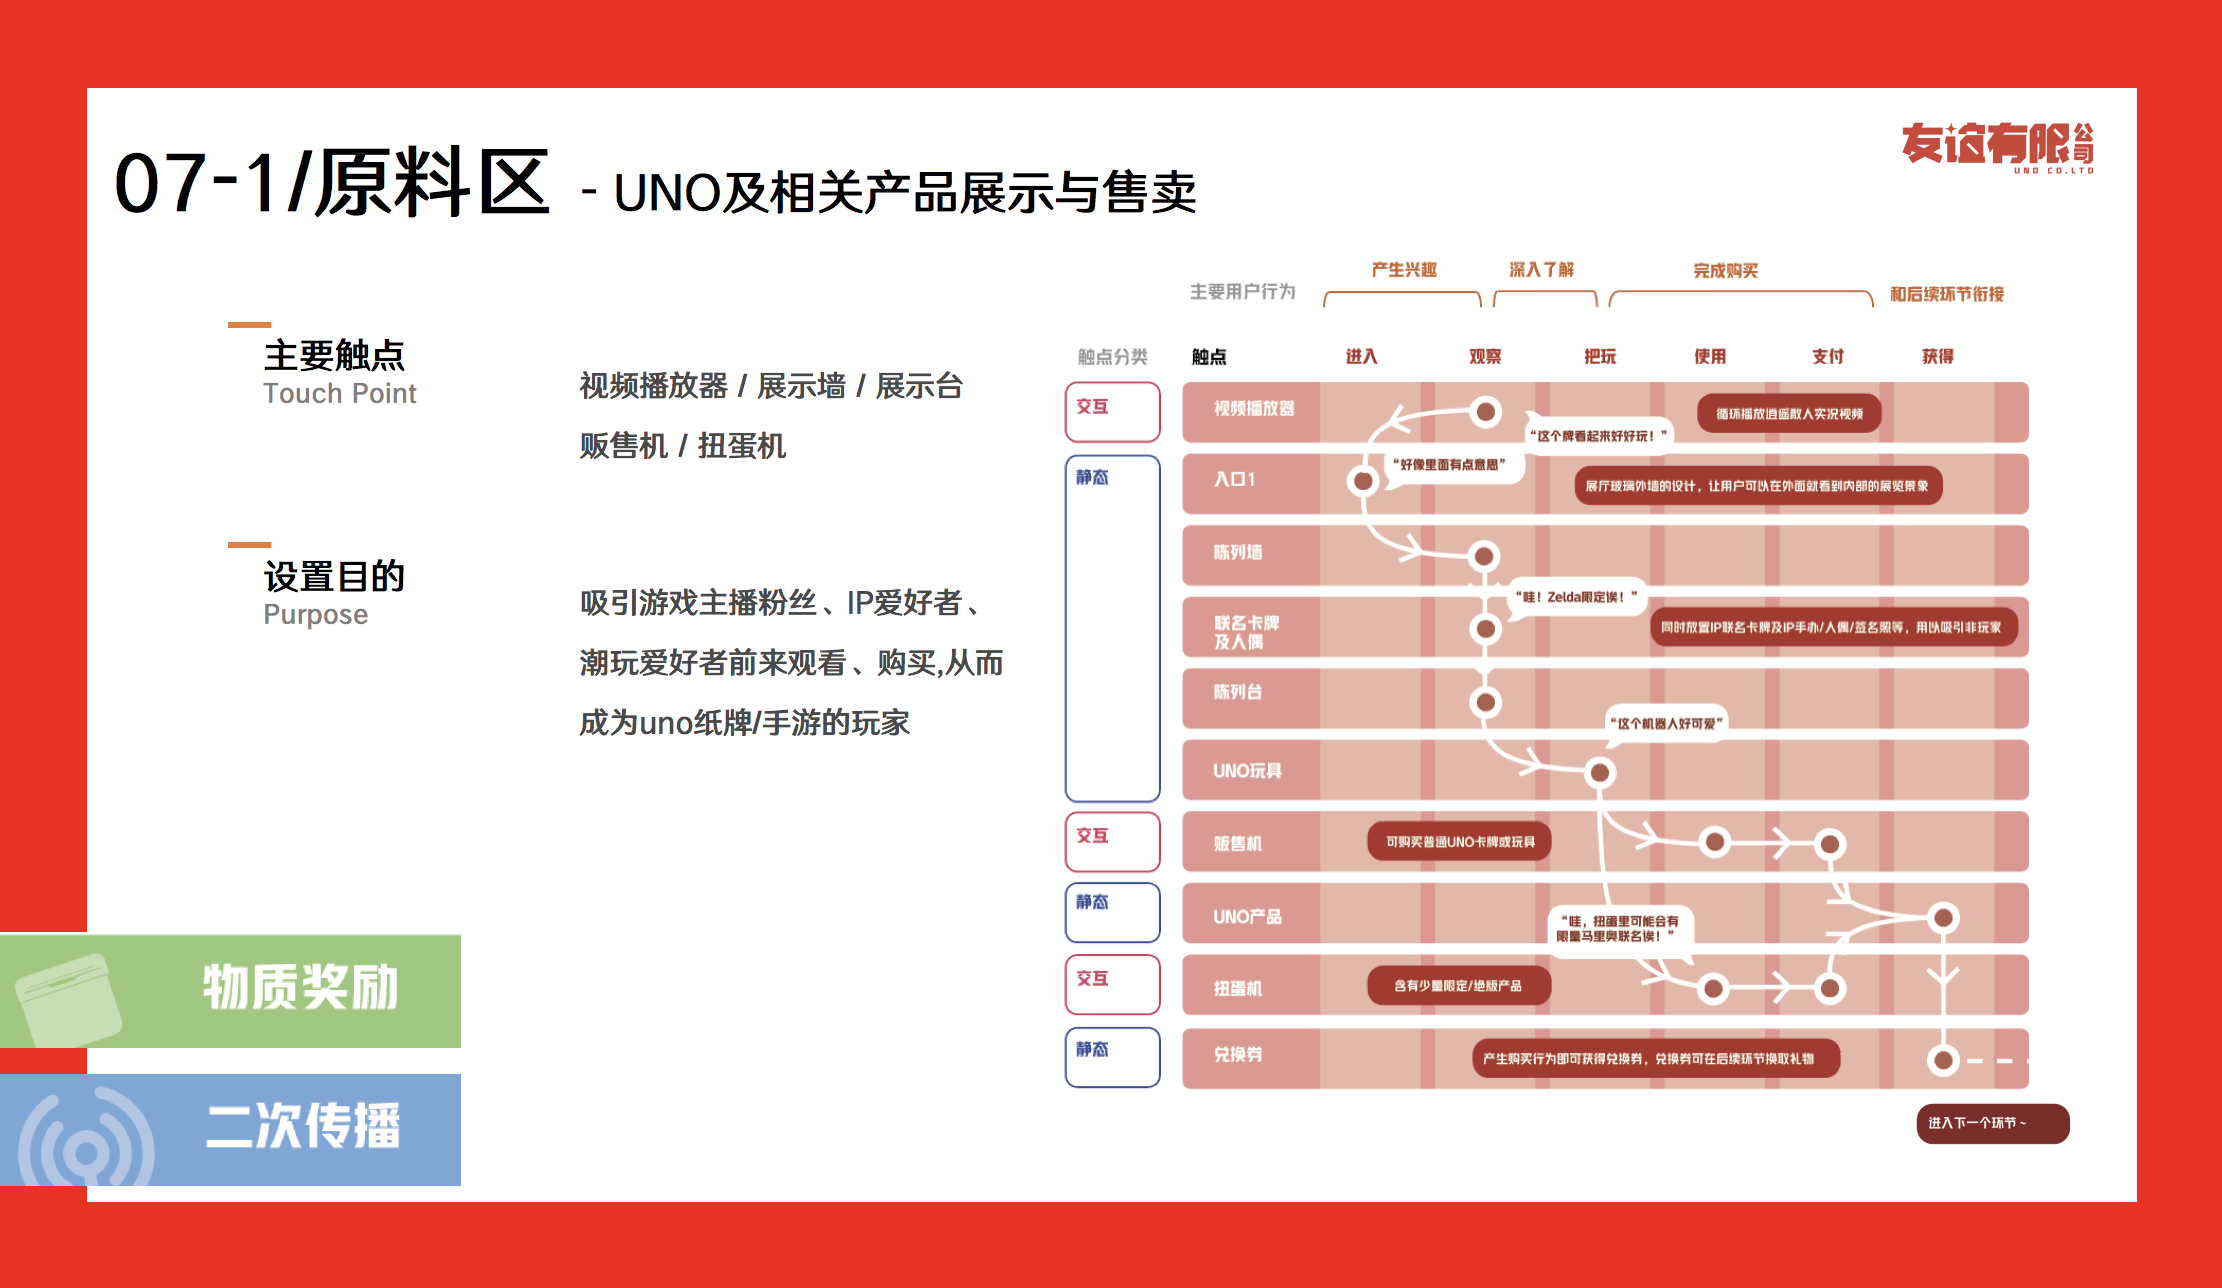 07-1/原料区 - UNO及相关产品展示与售卖
友谊有限公司
UNO CO.LTD
主要触点
Touch Point
视频播放器 / 展示墙 / 展示台
贩售机 / 扭蛋机
设置目的
Purpose
吸引游戏主播粉丝、IP爱好者、
潮玩爱好者前来观看、购买,从而
成为uno纸牌/手游的玩家
物质奖励
二次传播
主要用户行为
产生兴趣
深入了解
完成购买
和后续环节衔接
触点分类
触点
进入
观察
把玩
使用
支付
获得
交互
视频播放器
循环播放逍遥散人实况视频
“这个牌看起来好好玩！”
静态
入口1
“好像里面有点意思”
展厅玻璃外墙的设计，让用户可以在外面就看到内部的展览景象
陈列墙
联名卡牌
及人偶
“哇！Zelda限定诶！”
同时放置IP联名卡牌及IP手办/人偶/签名照等，用以吸引非玩家
陈列台
“这个机器人好可爱”
UNO玩具
交互
贩售机
可购买普通UNO卡牌或玩具
静态
UNO产品
“哇，扭蛋里可能会有
限量马里奥联名诶！”
交互
扭蛋机
含有少量限定/绝版产品
静态
兑换券
产生购买行为即可获得兑换券，兑换券可在后续环节换取礼物
进入下一个环节~